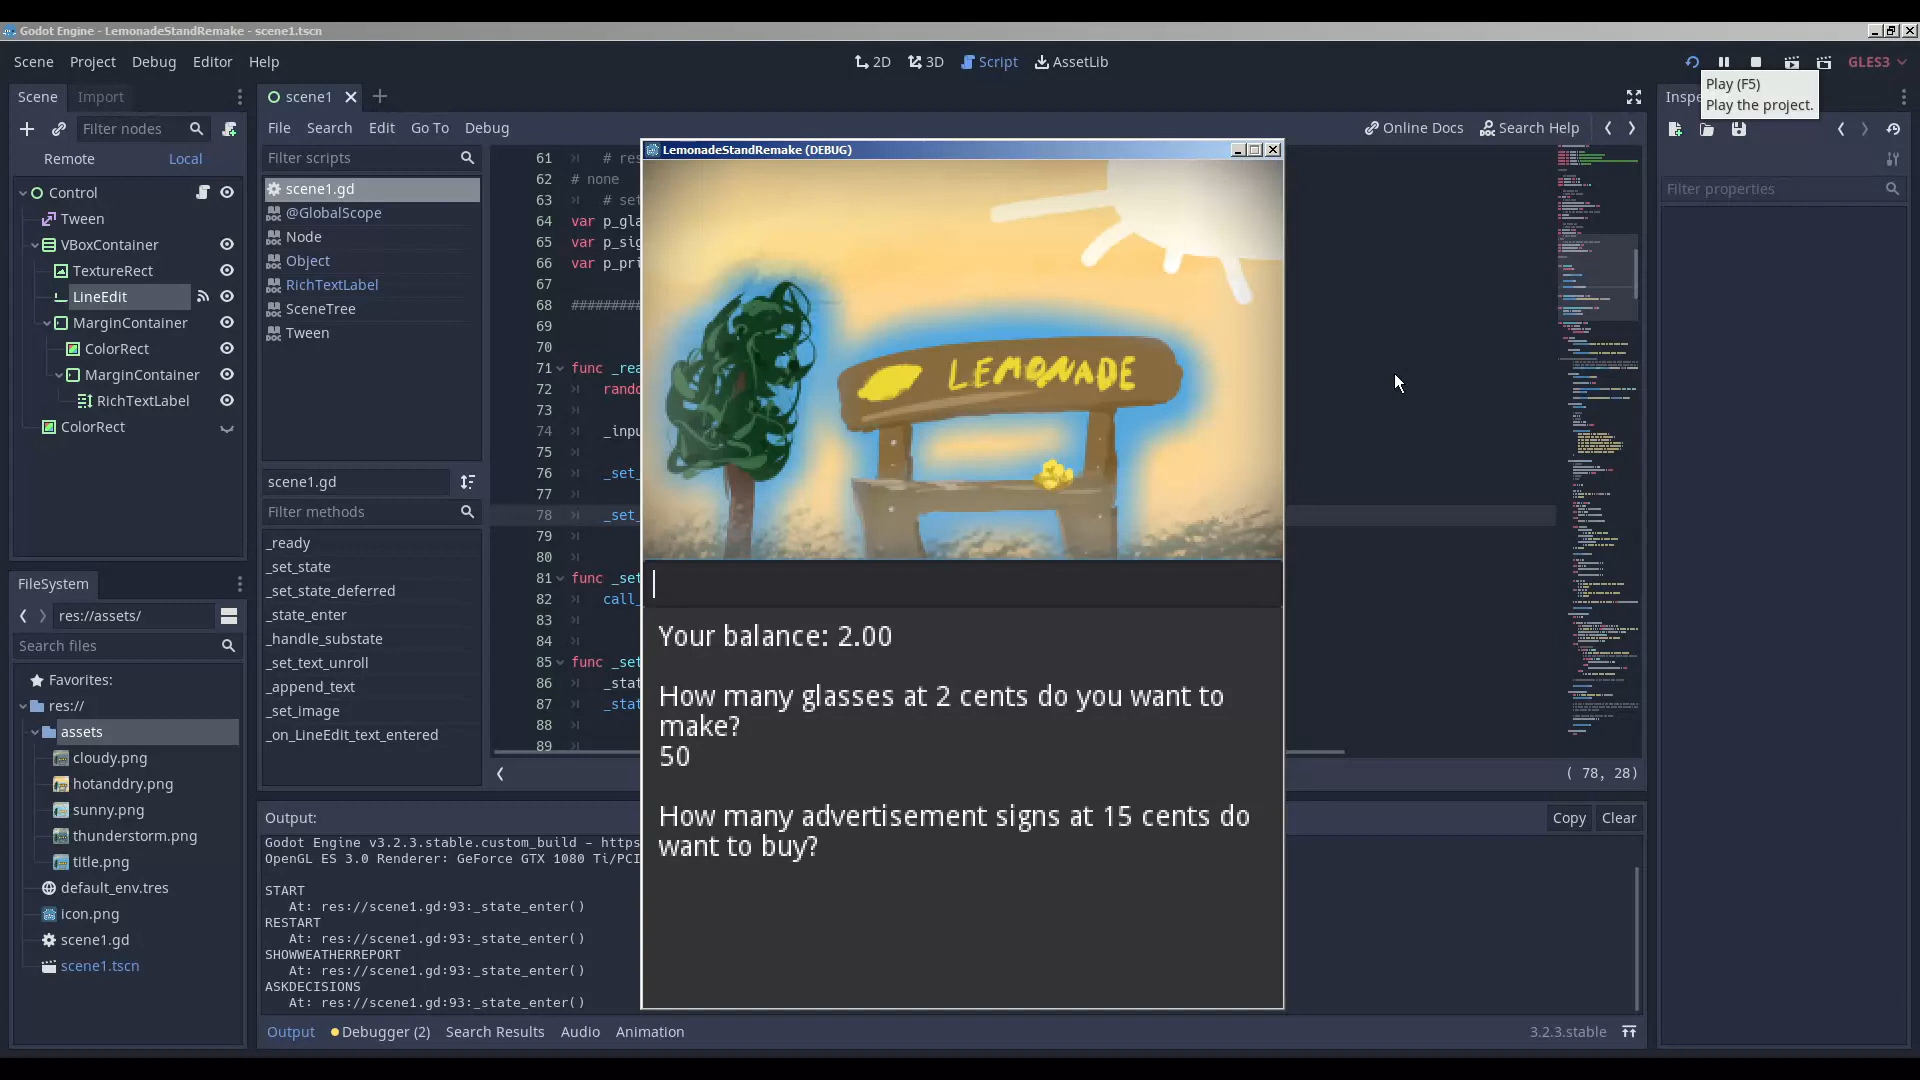 Godot Engine - LemonadeStandRemake - scene1.tscn
Scene Project Debug Editor Help
2D 3D Script AssetLib
GLES3
Play (F5)
Play the project.
Scene Import
Filter nodes
Remote Local
Control
Tween
VBoxContainer
TextureRect
LineEdit
MarginContainer
ColorRect
MarginContainer
RichTextLabel
ColorRect
FileSystem
res://assets/
Search files
Favorites:
res://
assets
cloudy.png
hotanddry.png
sunny.png
thunderstorm.png
title.png
default_env.tres
icon.png
scene1.gd
scene1.tscn
scene1
File Search Edit Go To Debug
Online Docs Search Help
Filter scripts
scene1.gd
@GlobalScope
Node
Object
RichTextLabel
SceneTree
Tween
scene1.gd
Filter methods
_ready
_set_state
_set_state_deferred
_state_enter
_handle_substate
_set_text_unroll
_append_text
_set_image
_on_LineEdit_text_entered
61 # res
62 # none
63 # set
64 var p_gla
65 var p_sig
66 var p_pri
67
68 #########
69
70
71 func _rea
72 rando
73
74 _inpu
75
76 _set_
77
78 _set_
79
80
81 func _set
82 call_
83
84
85 func _set
86 _stat
87 _stat
88
89
( 78, 28)
LemonadeStandRemake (DEBUG)
LEMONADE
Your balance: 2.00
How many glasses at 2 cents do you want to
make?
50
How many advertisement signs at 15 cents do
want to buy?
Output:
Copy Clear
Godot Engine v3.2.3.stable.custom_build - https
OpenGL ES 3.0 Renderer: GeForce GTX 1080 Ti/PCI
START
At: res://scene1.gd:93:_state_enter()
RESTART
At: res://scene1.gd:93:_state_enter()
SHOWWEATHERREPORT
At: res://scene1.gd:93:_state_enter()
ASKDECISIONS
At: res://scene1.gd:93:_state_enter()
Output Debugger (2) Search Results Audio Animation
3.2.3.stable
Inspe
Filter properties